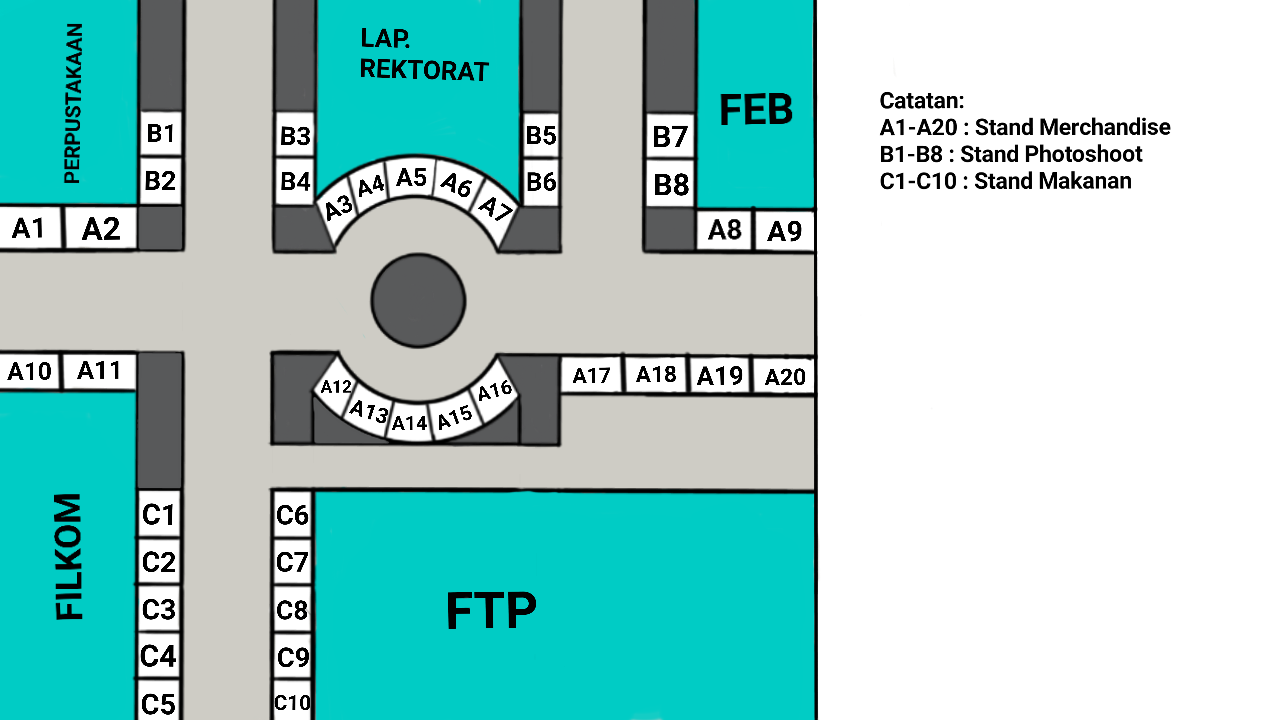 PERPUSTAKAAN
LAP.
REKTORAT
FEB
B1
B3
B5
B7
B2
B4
B6
B8
A1
A2
A3
A4
A5
A6
A7
A8
A9
A10
A11
A12
A13
A14
A15
A16
A17
A18
A19
A20
FILKOM
C1
C2
C3
C4
C5
C6
C7
C8
C9
C10
FTP
Catatan:
A1-A20 : Stand Merchandise
B1-B8 : Stand Photoshoot
C1-C10 : Stand Makanan